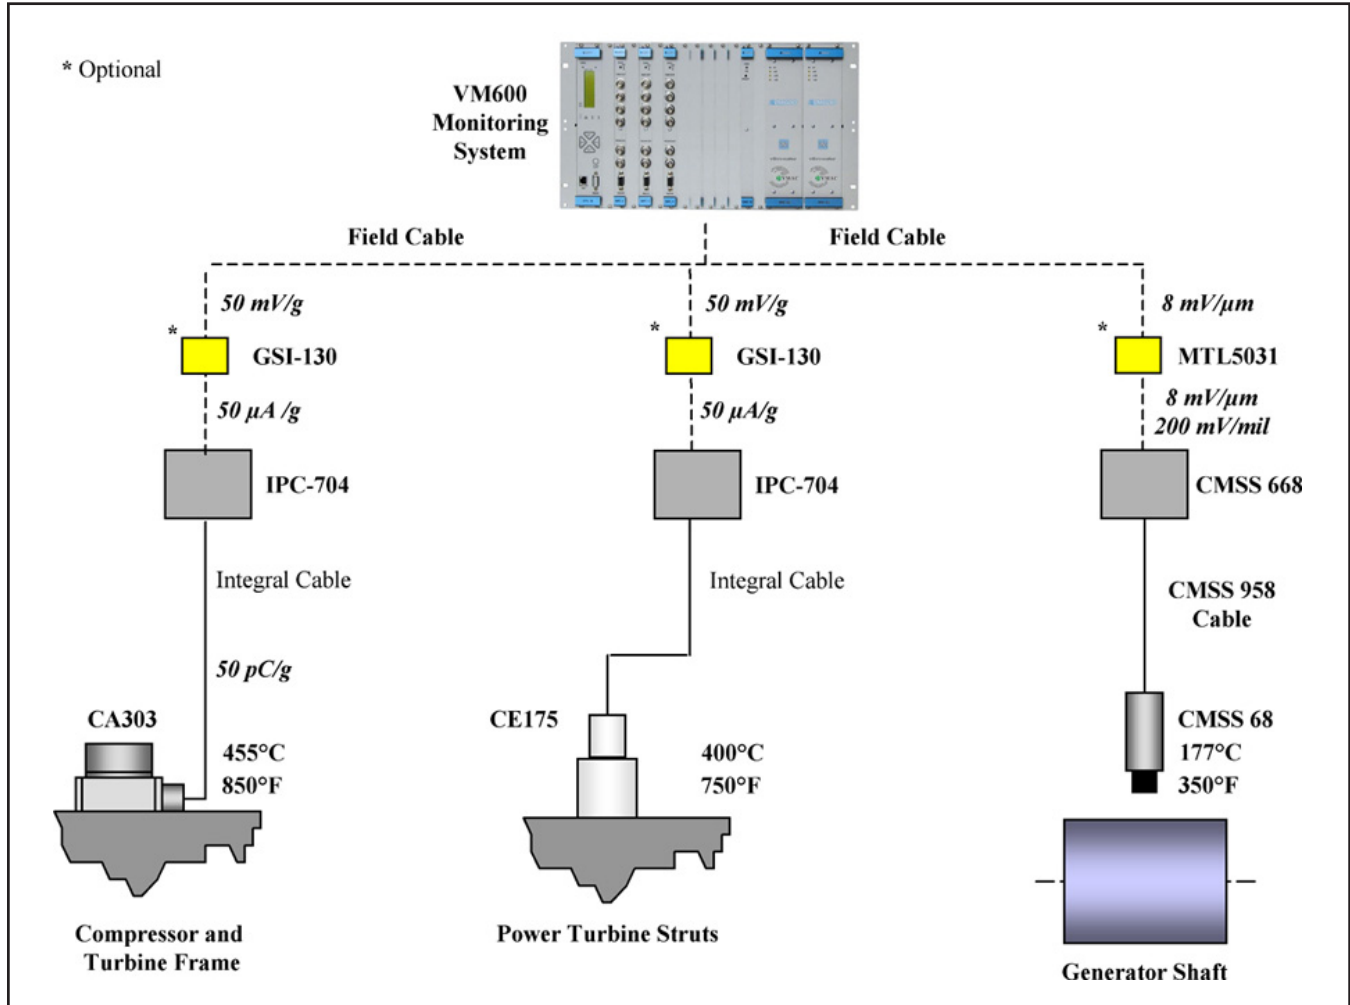 * Optional
VM600
Monitoring
System
Field Cable
Field Cable
50 mV/g
50 mV/g
8 mV/µm
*
GSI-130
*
GSI-130
*
MTL5031
50 µA /g
50 µA/g
8 mV/µm
200 mV/mil
IPC-704
IPC-704
CMSS 668
Integral Cable
Integral Cable
CMSS 958
Cable
50 pC/g
CA303
CE175
CMSS 68
455°C
400°C
177°C
850°F
750°F
350°F
Compressor and
Turbine Frame
Power Turbine Struts
Generator Shaft